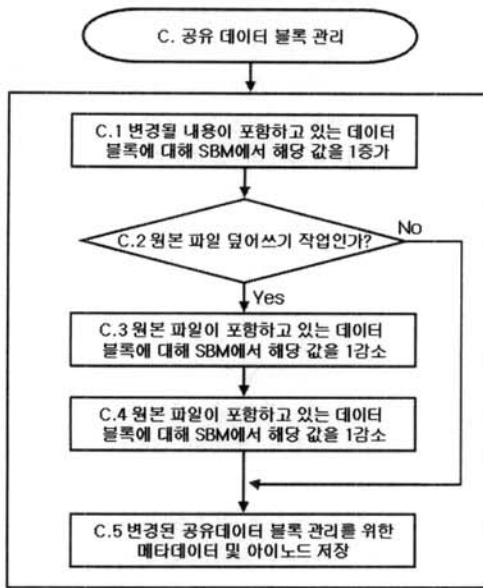 C. 공유 데이터 블록 관리
C.1 변경될 내용이 포함하고 있는 데이터
블록에 대해 SBM에서 해당 값을 1증가
C.2 원본 파일 덮어쓰기 작업인가?
No
Yes
C.3 원본 파일이 포함하고 있는 데이터
블록에 대해 SBM에서 해당 값을 1감소
C.4 원본 파일이 포함하고 있는 데이터
블록에 대해 SBM에서 해당 값을 1감소
C.5 변경된 공유데이터 블록 관리를 위한
메타데이터 및 아이노드 저장